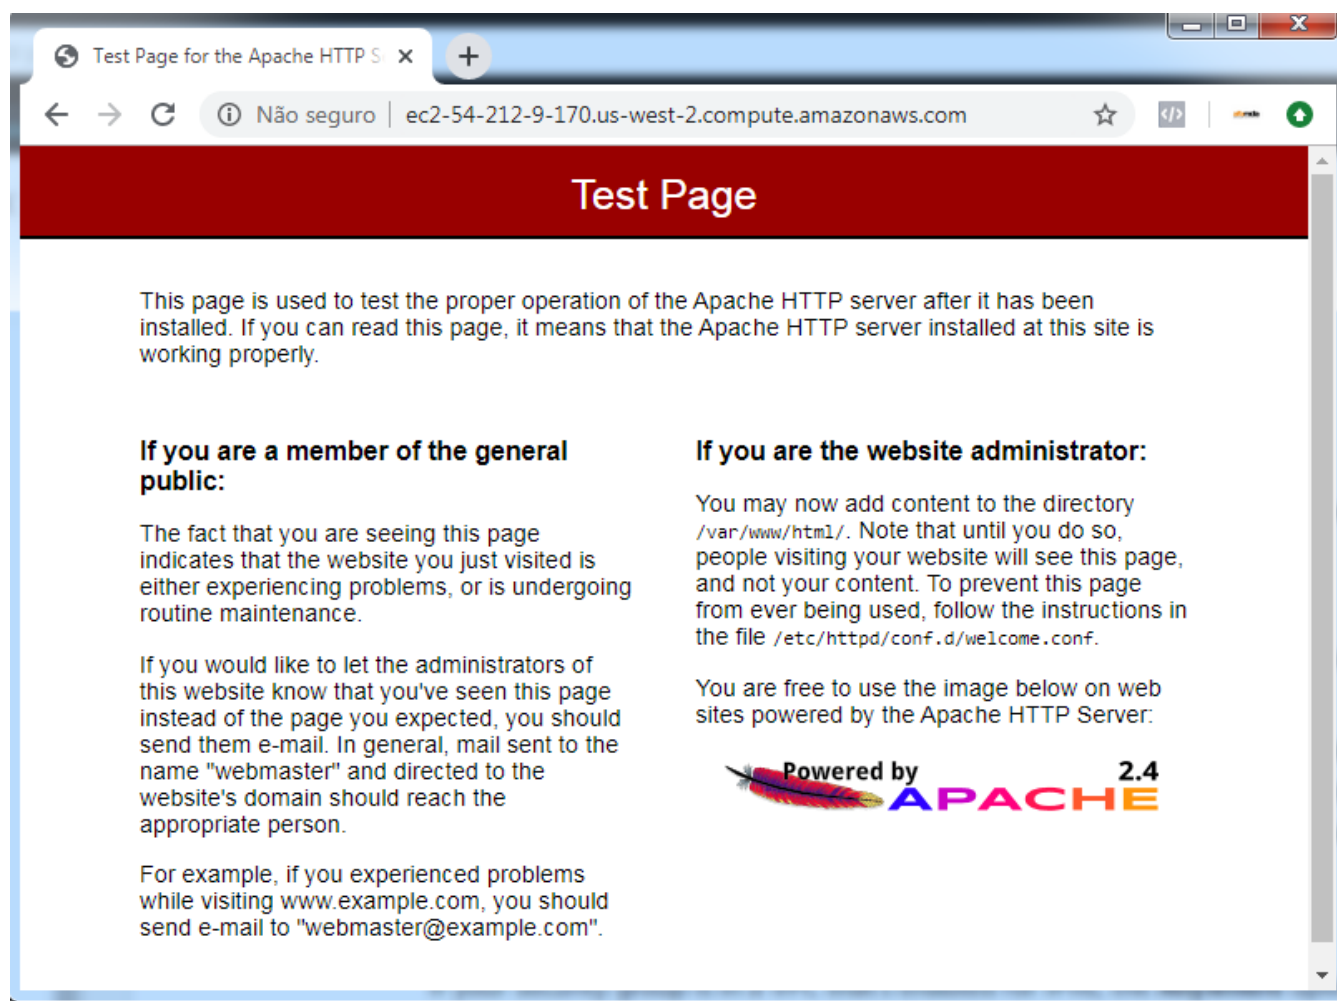 Test Page for the Apache HTTP S
Não seguro | ec2-54-212-9-170.us-west-2.compute.amazonaws.com
Test Page
This page is used to test the proper operation of the Apache HTTP server after it has been
installed. If you can read this page, it means that the Apache HTTP server installed at this site is
working properly.
If you are a member of the general
public:
The fact that you are seeing this page
indicates that the website you just visited is
either experiencing problems, or is undergoing
routine maintenance.
If you would like to let the administrators of
this website know that you've seen this page
instead of the page you expected, you should
send them e-mail. In general, mail sent to the
name "webmaster" and directed to the
website's domain should reach the
appropriate person.
For example, if you experienced problems
while visiting www.example.com, you should
send e-mail to "webmaster@example.com".
If you are the website administrator:
You may now add content to the directory
/var/www/html/. Note that until you do so,
people visiting your website will see this page,
and not your content. To prevent this page
from ever being used, follow the instructions in
the file /etc/httpd/conf.d/welcome.conf.
You are free to use the image below on web
sites powered by the Apache HTTP Server:
Powered by 2.4
APACHE